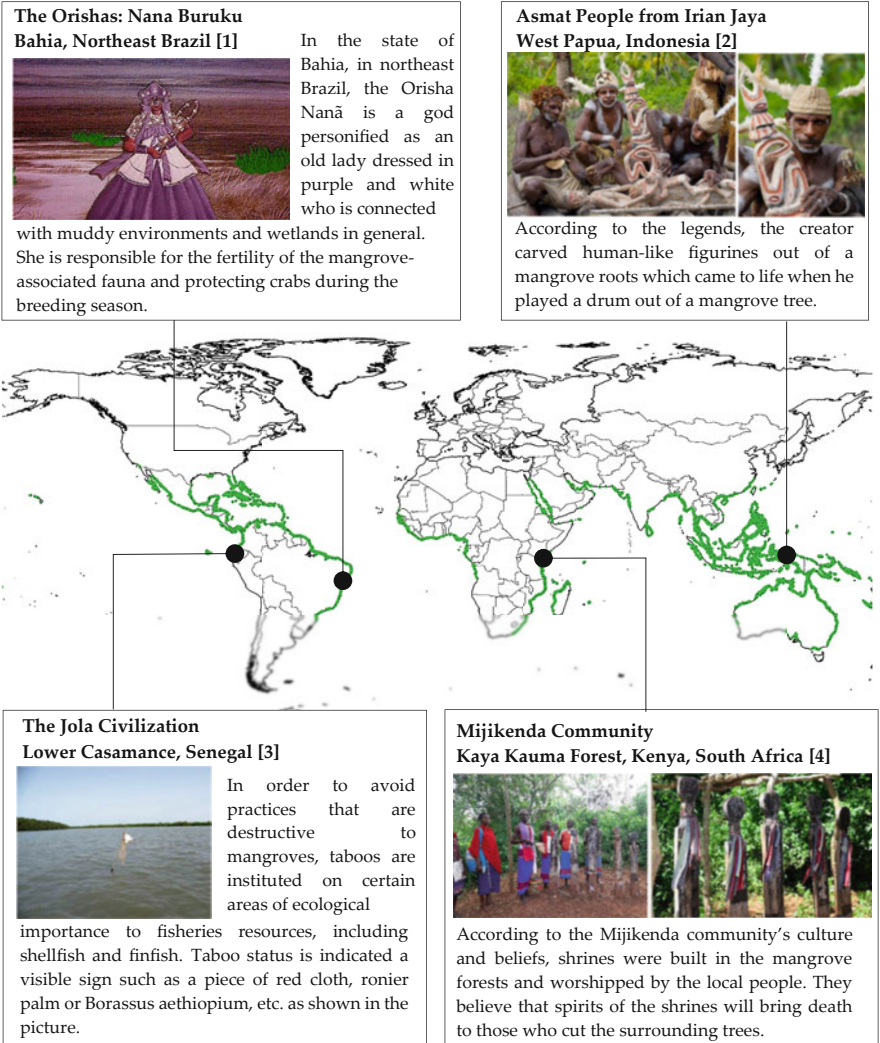 The Orishas: Nana Buruku
Bahia, Northeast Brazil [1]
In the state of
Bahia, in northeast
Brazil, the Orisha
Nanã is a god
personified as an
old lady dressed in
purple and white
who is connected
with muddy environments and wetlands in general.
She is responsible for the fertility of the mangrove-
associated fauna and protecting crabs during the
breeding season.
Asmat People from Irian Jaya
West Papua, Indonesia [2]
According to the legends, the creator
carved human-like figurines out of a
mangrove roots which came to life when he
played a drum out of a mangrove tree.
The Jola Civilization
Lower Casamance, Senegal [3]
In order to avoid
practices that are
destructive to
mangroves, taboos are
instituted on certain
areas of ecological
importance to fisheries resources, including
shellfish and finfish. Taboo status is indicated a
visible sign such as a piece of red cloth, ronier
palm or Borassus aethiopium, etc. as shown in the
picture.
Mijikenda Community
Kaya Kauma Forest, Kenya, South Africa [4]
According to the Mijikenda community's culture
and beliefs, shrines were built in the mangrove
forests and worshipped by the local people. They
believe that spirits of the shrines will bring death
to those who cut the surrounding trees.